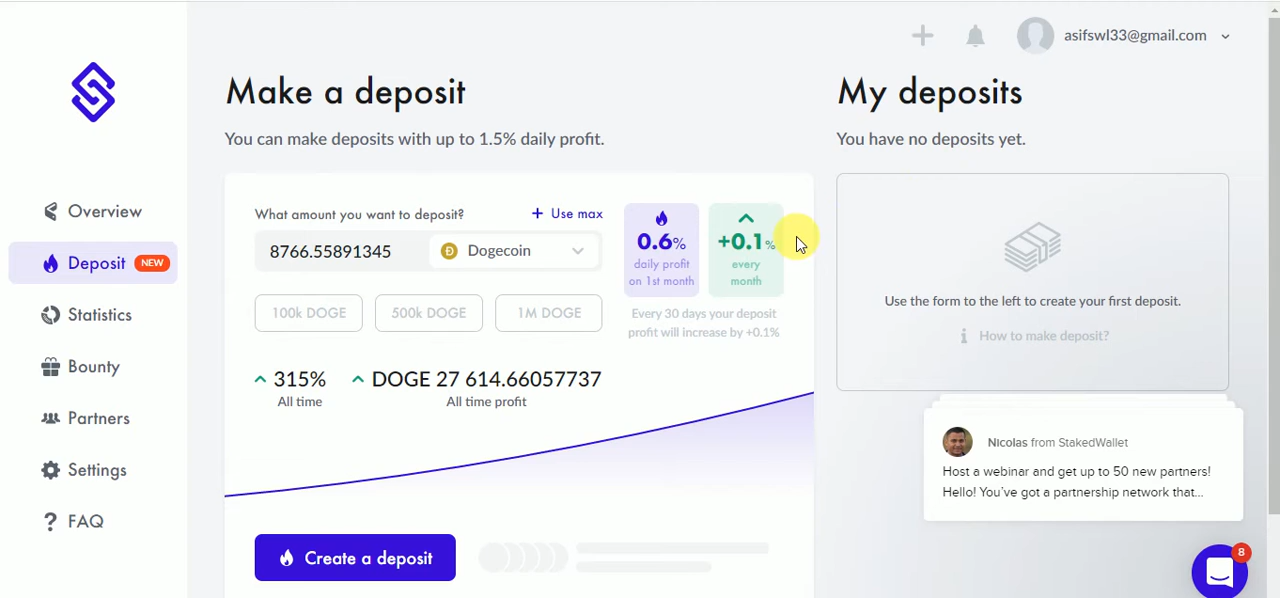 asifswl33@gmail.com
Make a deposit
You can make deposits with up to 1.5% daily profit.
My deposits
You have no deposits yet.
Overview
Deposit NEW
Statistics
Bounty
Partners
Settings
FAQ
What amount you want to deposit?
+ Use max
8766.55891345
Dogecoin
100k DOGE
500k DOGE
1M DOGE
0.6%
daily profit
on 1st month
+0.1%
every
month
Every 30 days your deposit
profit will increase by +0.1%
315%
All time
DOGE 27 614.66057737
All time profit
Create a deposit
Use the form to the left to create your first deposit.
How to make deposit?
Nicolas from StakedWallet
Host a webinar and get up to 50 new partners!
Hello! You've got a partnership network that...
8